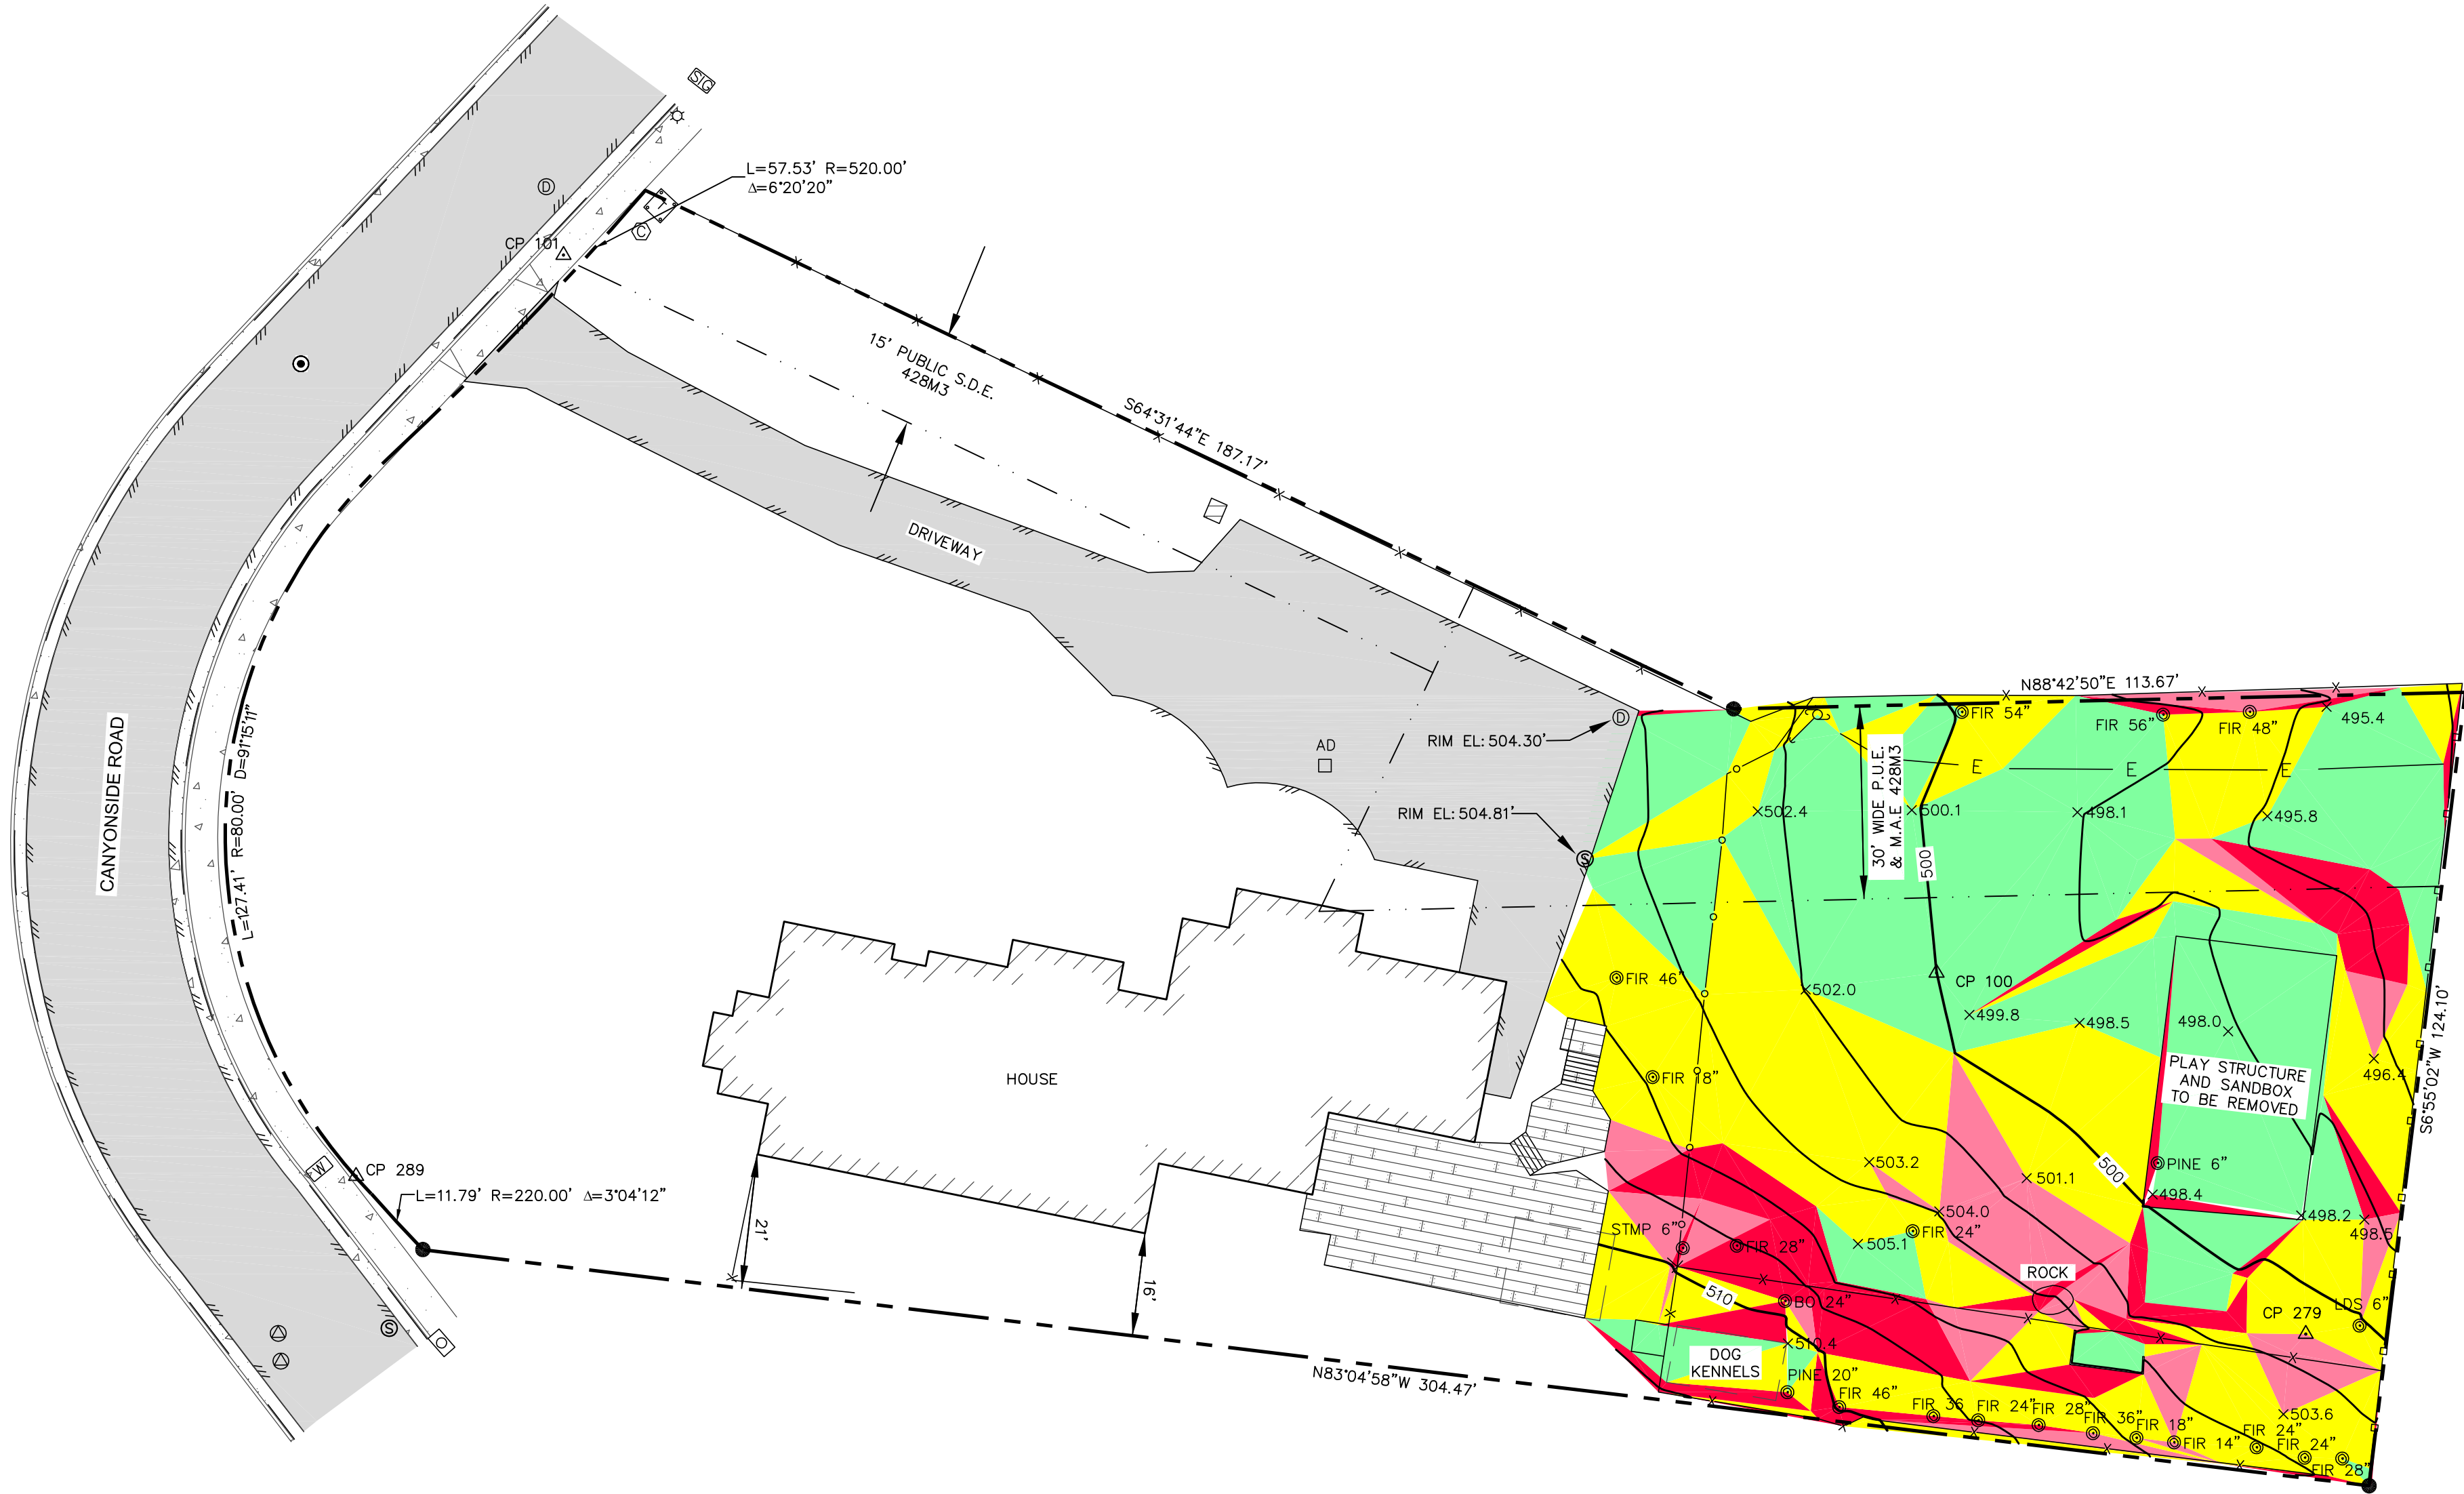 SIG
L=57.53' R=520.00'
Δ=6°20'20"
D
C
CP 101
15' PUBLIC S.D.E.
428M3
S64°31'44"E 187.17'
DRIVEWAY
N88°42'50"E 113.67'
FIR 54"
FIR 56"
FIR 48"
495.4
D
RIM EL: 504.30'
AD
30' WIDE P.U.E.
& M.A.E 428M3
E
E
E
RIM EL: 504.81'
S
502.4
500.1
498.1
495.8
500
CANYONSIDE ROAD
L=127.41' R=80.00' D=91°15'11"
FIR 46"
502.0
CP 100
499.8
498.5
498.0
496.4
S6°55'02"W 124.10'
HOUSE
FIR 18"
PLAY STRUCTURE
AND SANDBOX
TO BE REMOVED
W
CP 289
L=11.79' R=220.00' Δ=3°04'12"
503.2
501.1
500
PINE 6"
498.4
498.2
498.5
504.0
21'
16'
STMP 6"
FIR 28"
505.1
FIR 24"
ROCK
510
BO 24"
CP 279
LDS 6"
S
510.4
DOG
KENNELS
PINE 20"
N83°04'58"W 304.47'
FIR 46"
FIR 36
FIR 24"
FIR 28"
FIR 36"
FIR 18"
FIR 14"
FIR 24"
503.6
FIR 24"
FIR 28"